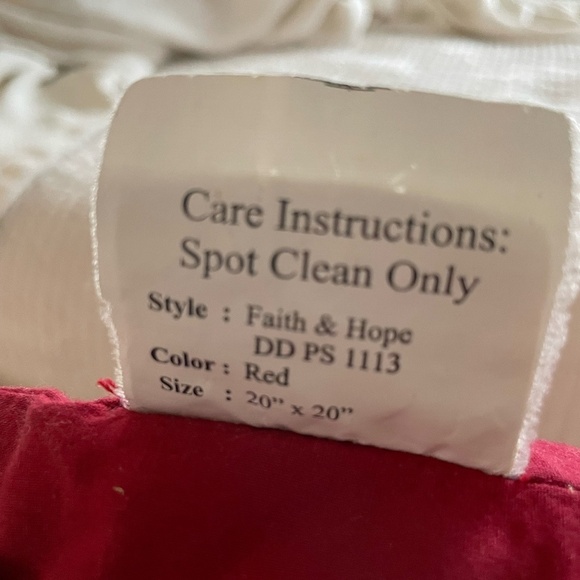 Care Instructions:
Spot Clean Only
Style : Faith & Hope
DD PS 1113
Color : Red
Size : 20” x 20”